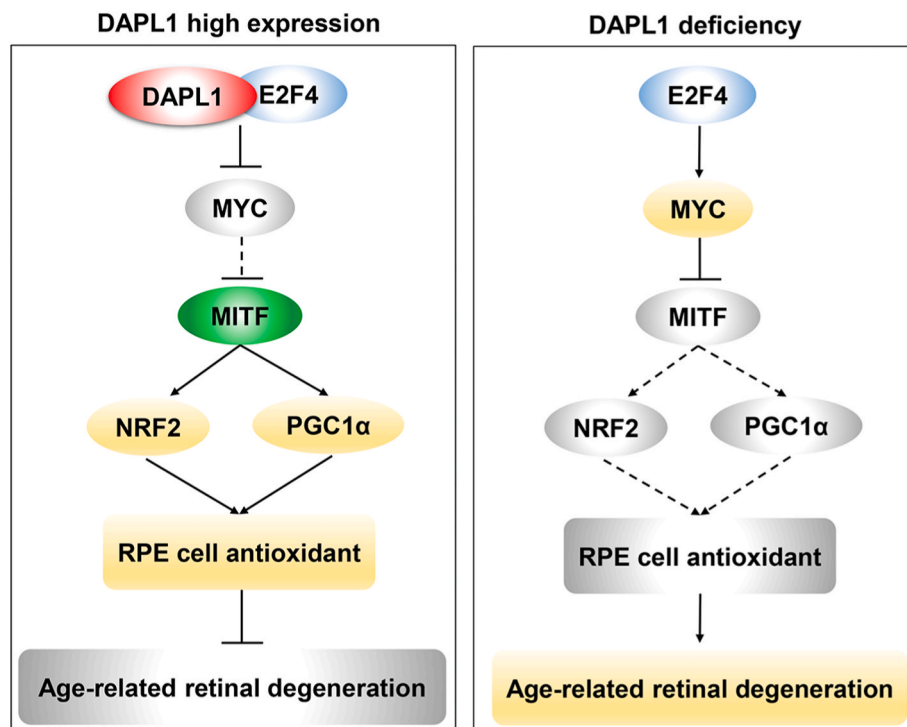 DAPL1 high expression
DAPL1 E2F4
MYC
MITF
NRF2 PGC1α
RPE cell antioxidant
Age-related retinal degeneration
DAPL1 deficiency
E2F4
MYC
MITF
NRF2 PGC1α
RPE cell antioxidant
Age-related retinal degeneration